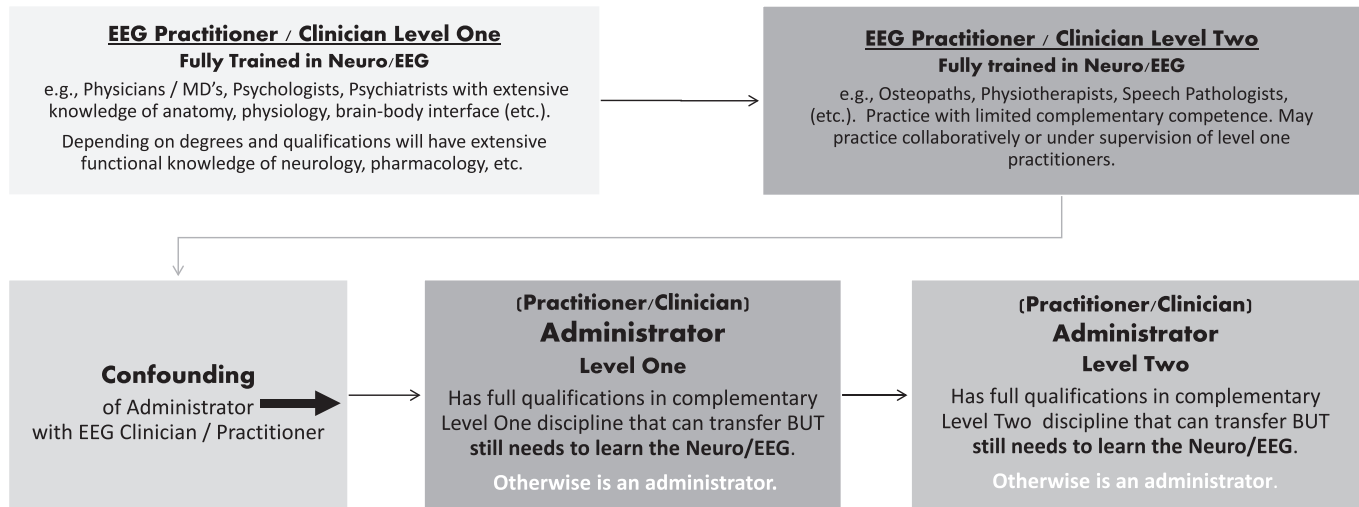 EEG Practitioner / Clinician Level One
Fully Trained in Neuro/EEG
e.g., Physicians / MD's, Psychologists, Psychiatrists with extensive
knowledge of anatomy, physiology, brain-body interface (etc.).
Depending on degrees and qualifications will have extensive
functional knowledge of neurology, pharmacology, etc.
EEG Practitioner / Clinician Level Two
Fully trained in Neuro/EEG
e.g., Osteopaths, Physiotherapists, Speech Pathologists,
(etc.). Practice with limited complementary competence. May
practice collaboratively or under supervision of level one
practitioners.
Confounding
of Administrator
with EEG Clinician / Practitioner
(Practitioner/Clinician)
Administrator
Level One
Has full qualifications in complementary
Level One discipline that can transfer BUT
still needs to learn the Neuro/EEG.
Otherwise is an administrator.
(Practitioner/Clinician)
Administrator
Level Two
Has full qualifications in complementary
Level Two discipline that can transfer BUT
still needs to learn the Neuro/EEG.
Otherwise is an administrator.